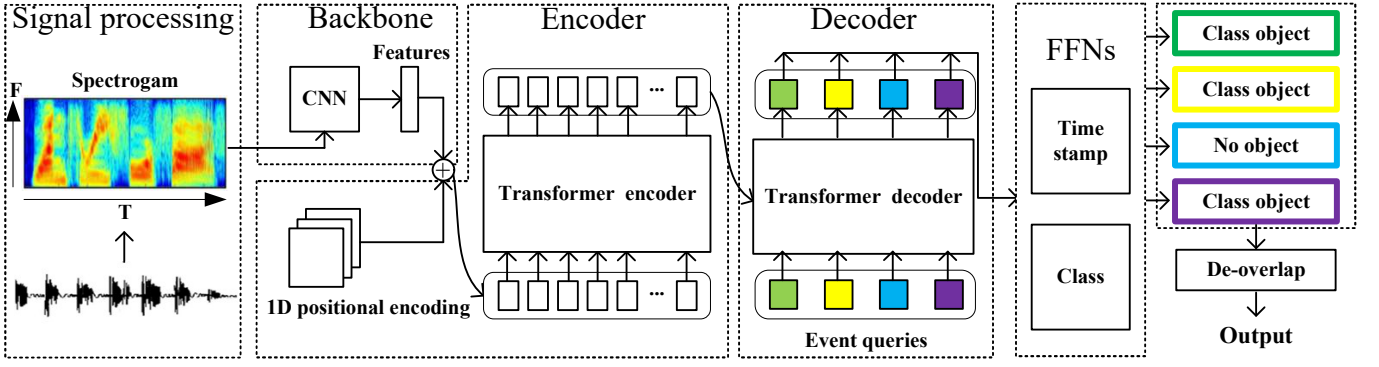 Signal processing
Backbone
Encoder
Decoder
FFNs
Spectrogam
F
T
CNN
Features
1D positional encoding
Transformer encoder
...
...
Transformer decoder
Event queries
Time
stamp
Class
Class object
Class object
No object
Class object
De-overlap
Output